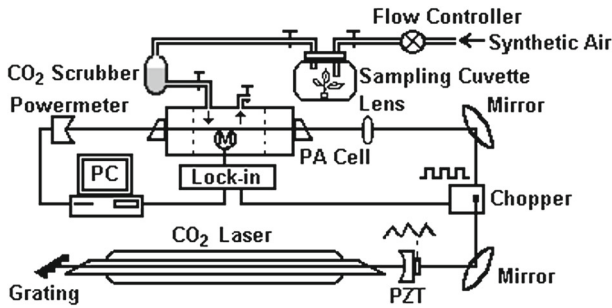 Flow Controller
Synthetic Air
CO₂ Scrubber
Sampling Cuvette
Powermeter
Lens
Mirror
M
PA Cell
PC
Lock-in
Chopper
CO₂ Laser
Grating
PZT
Mirror